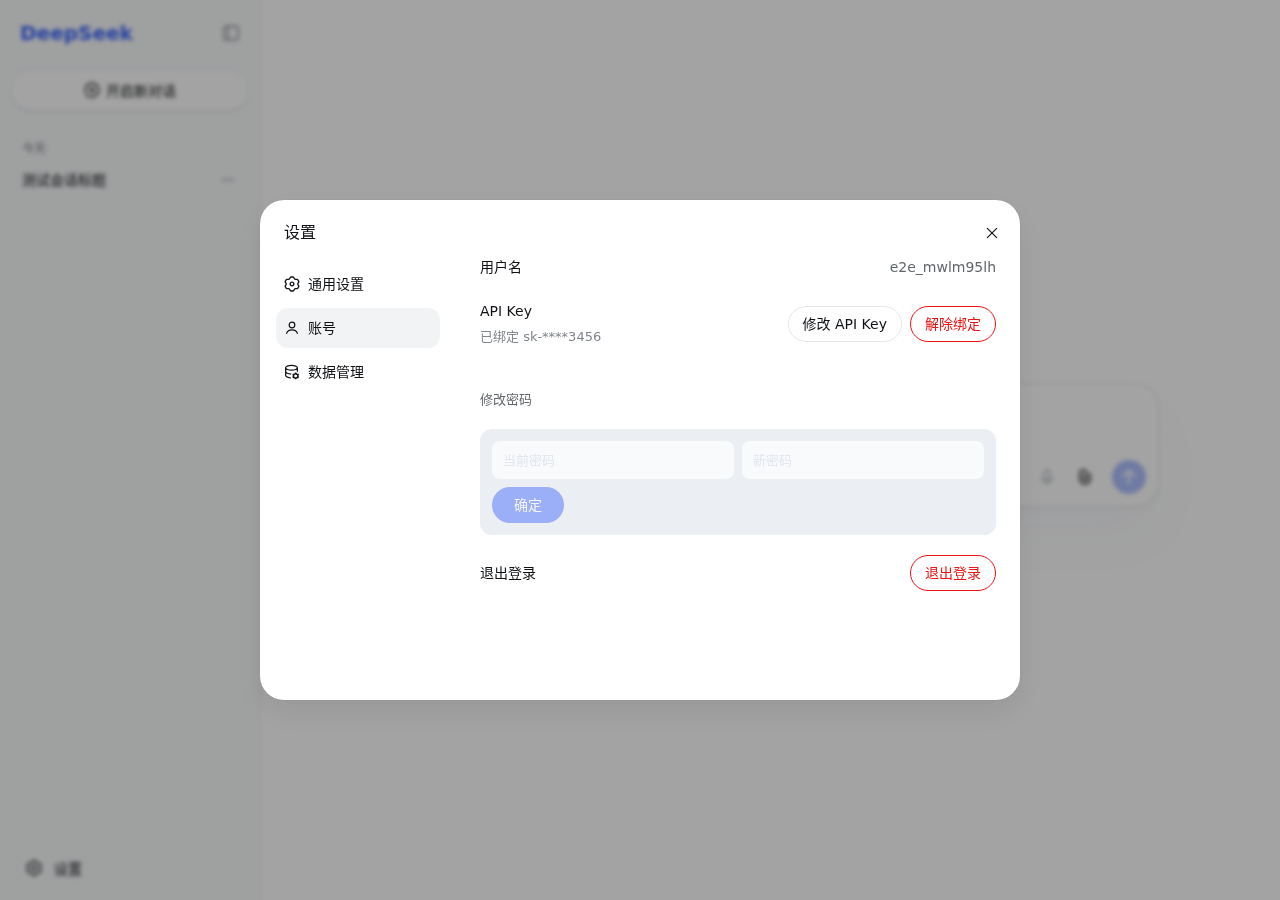 DeepSeek
开启新对话
今天
测试会话标题
设置
设置
通用设置
账号
数据管理
用户名
e2e_mwlm95lh
API Key
已绑定 sk-****3456
修改 API Key
解除绑定
修改密码
当前密码
新密码
确定
退出登录
退出登录